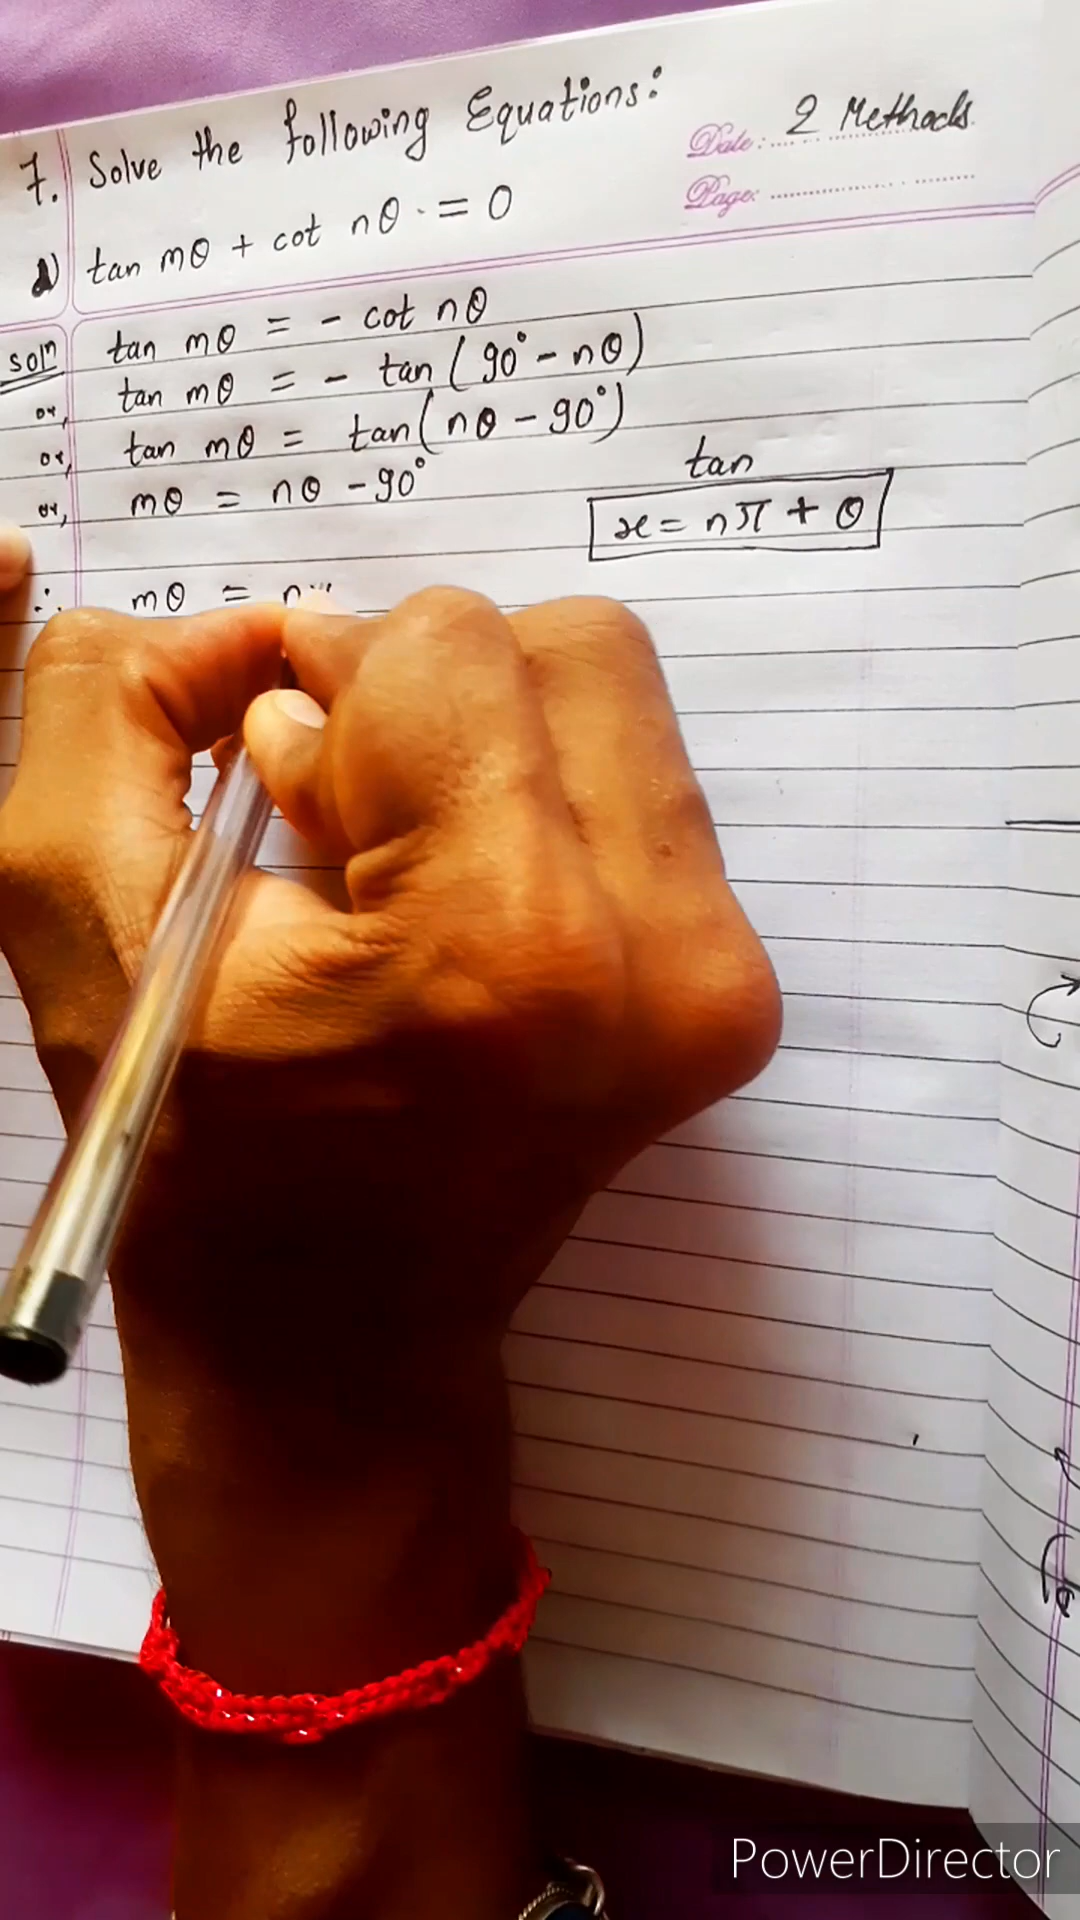 7. Solve the following Equations:
2 Methods.
Date:
Page:
a) tan mθ + cot nθ = 0
soln tan mθ = - cot nθ
or, tan mθ = - tan (90° - nθ)
or, tan mθ = tan (nθ - 90°)
or, mθ = nθ - 90°
tan
x = nπ + θ
∴ mθ = n
PowerDirector